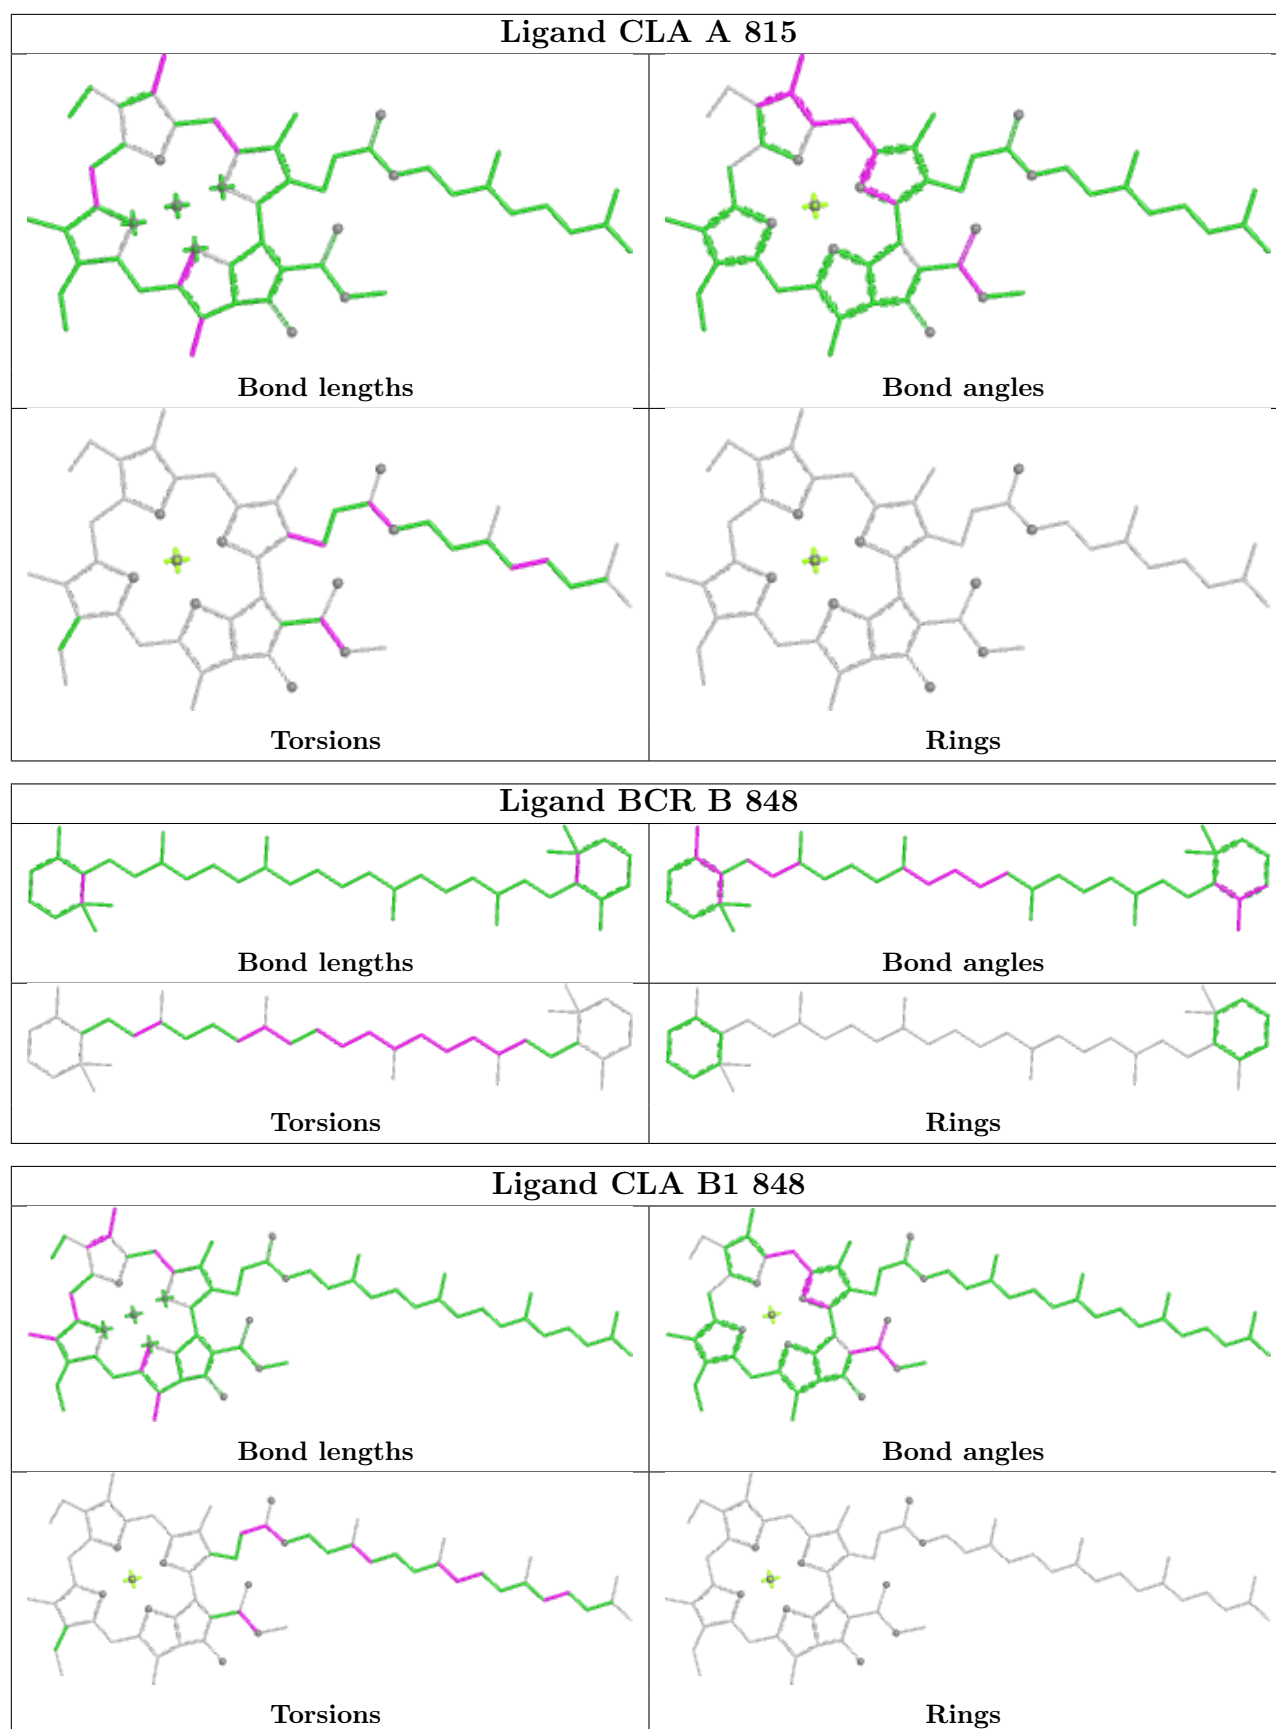 Ligand CLA A 815
Bond lengths
Bond angles
Torsions
Rings
Ligand BCR B 848
Bond lengths
Bond angles
Torsions
Rings
Ligand CLA B1 848
Bond lengths
Bond angles
Torsions
Rings